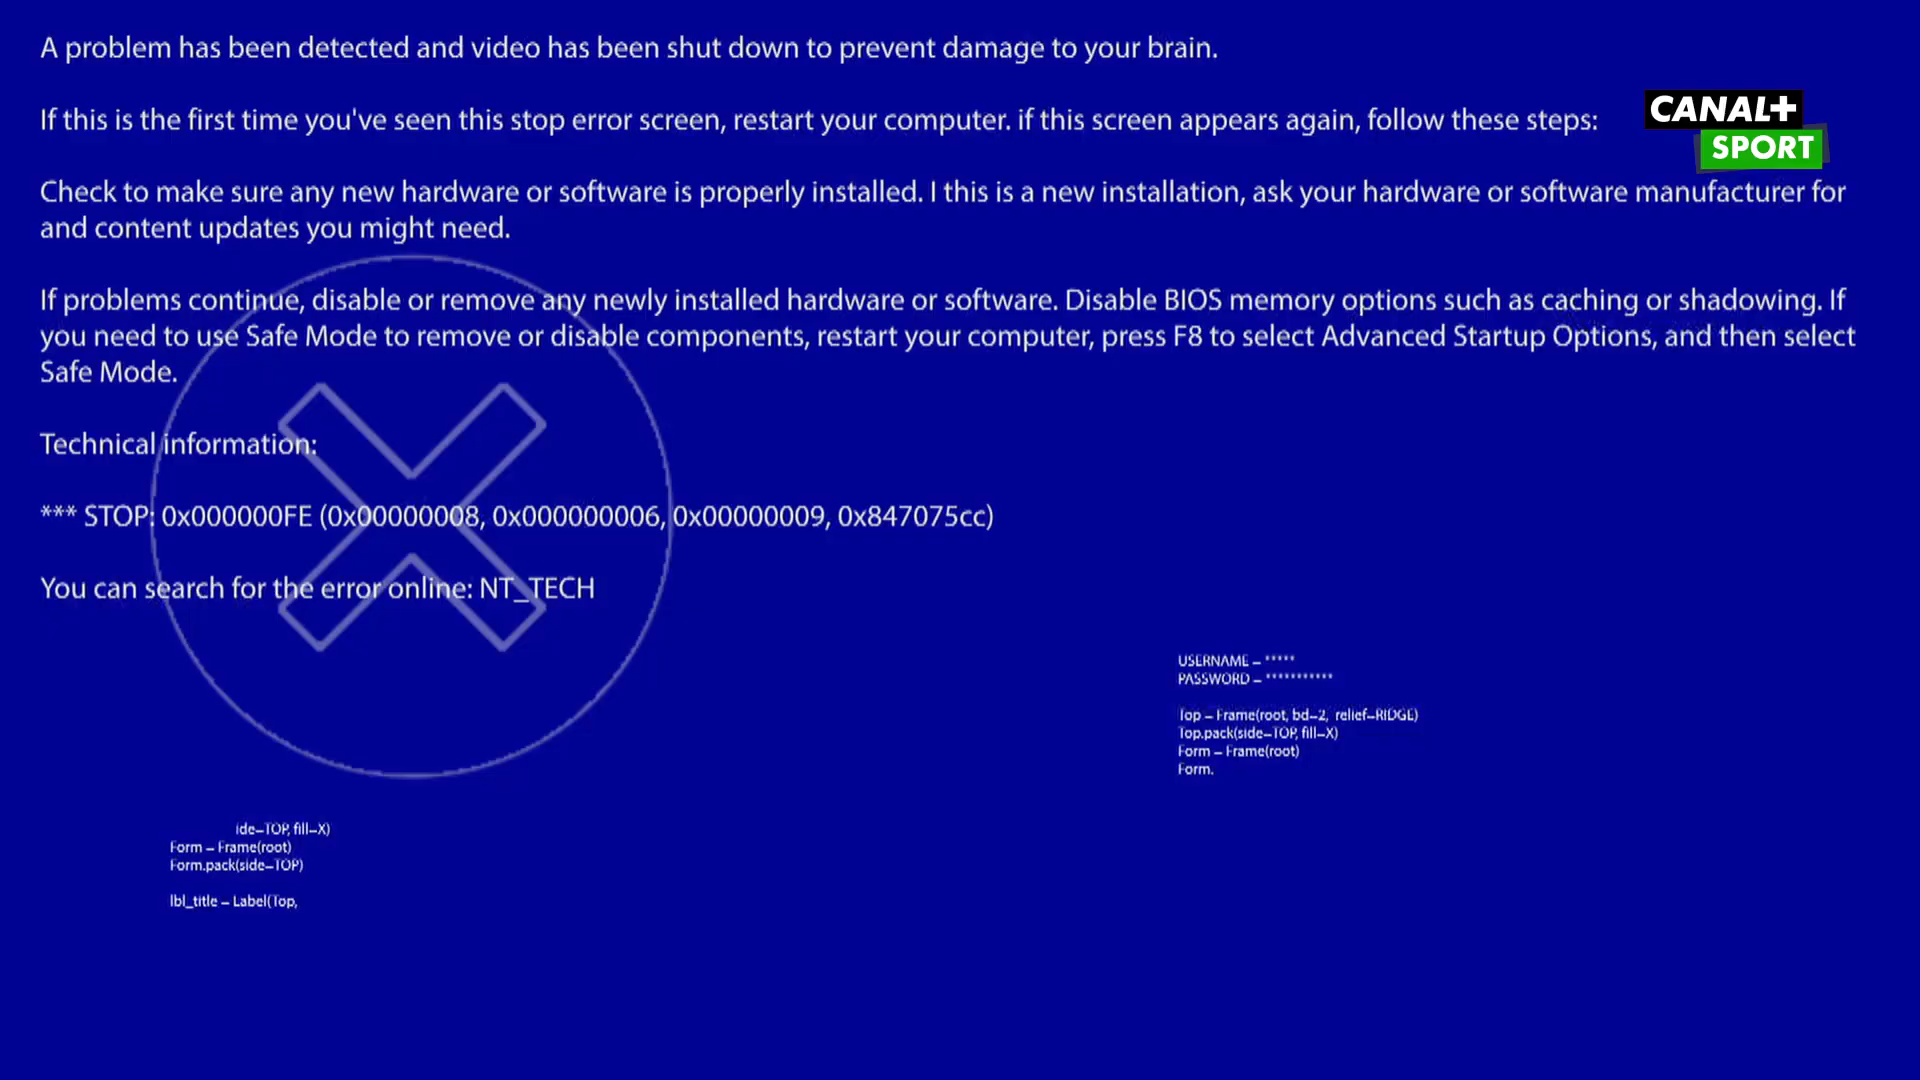 A problem has been detected and video has been shut down to prevent damage to your brain.
If this is the first time you've seen this stop error screen, restart your computer. if this screen appears again, follow these steps:
CANAL+
SPORT
Check to make sure any new hardware or software is properly installed. I this is a new installation, ask your hardware or software manufacturer for
and content updates you might need.
If problems continue, disable or remove any newly installed hardware or software. Disable BIOS memory options such as caching or shadowing. If
you need to use Safe Mode to remove or disable components, restart your computer, press F8 to select Advanced Startup Options, and then select
Safe Mode.
Technical information:
*** STOP: 0x000000FE (0x00000008, 0x000000006, 0x00000009, 0x847075cc)
You can search for the error online: NT_TECH
USERNAME = *****
PASSWORD = ***********
Top = Frame(root, bd=2, relief=RIDGE)
Top.pack(side=TOP, fill=X)
Form = Frame(root)
Form.
ide=TOP, fill=X)
Form = Frame(root)
Form.pack(side=TOP)
lbl_title = Label(Top,